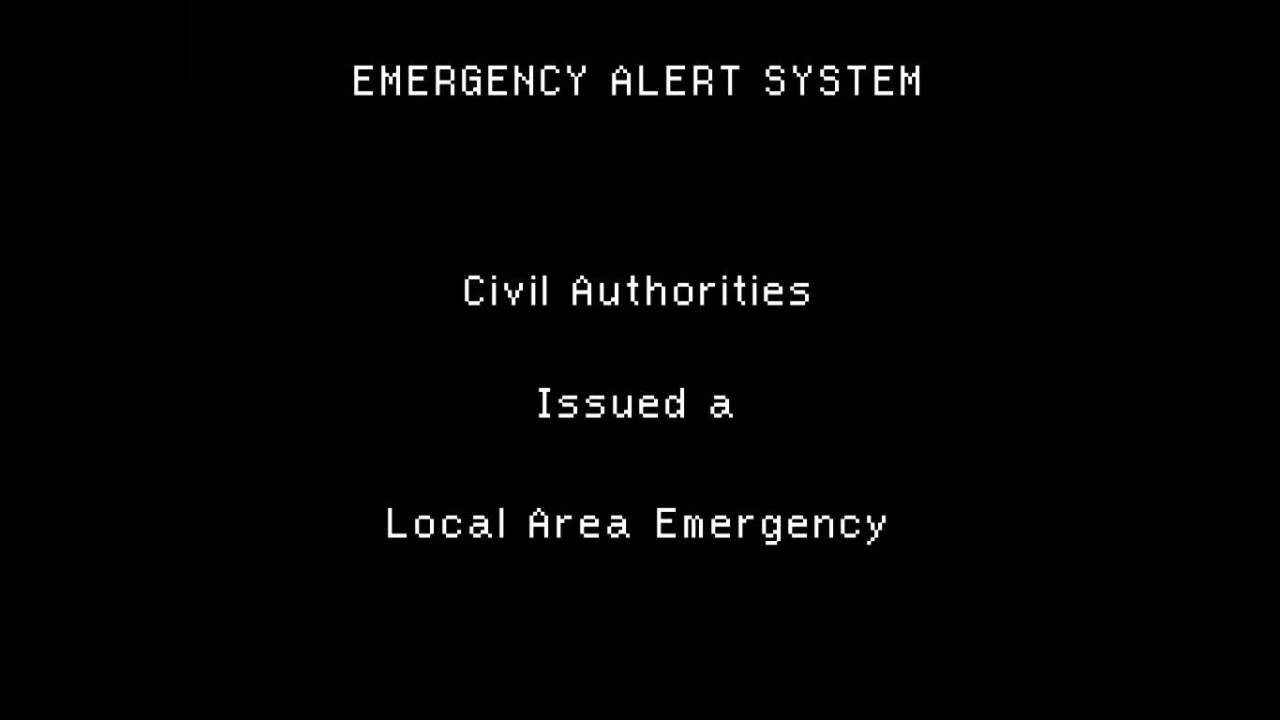 EMERGENCY ALERT SYSTEM
Civil Authorities
Issued a
Local Area Emergency